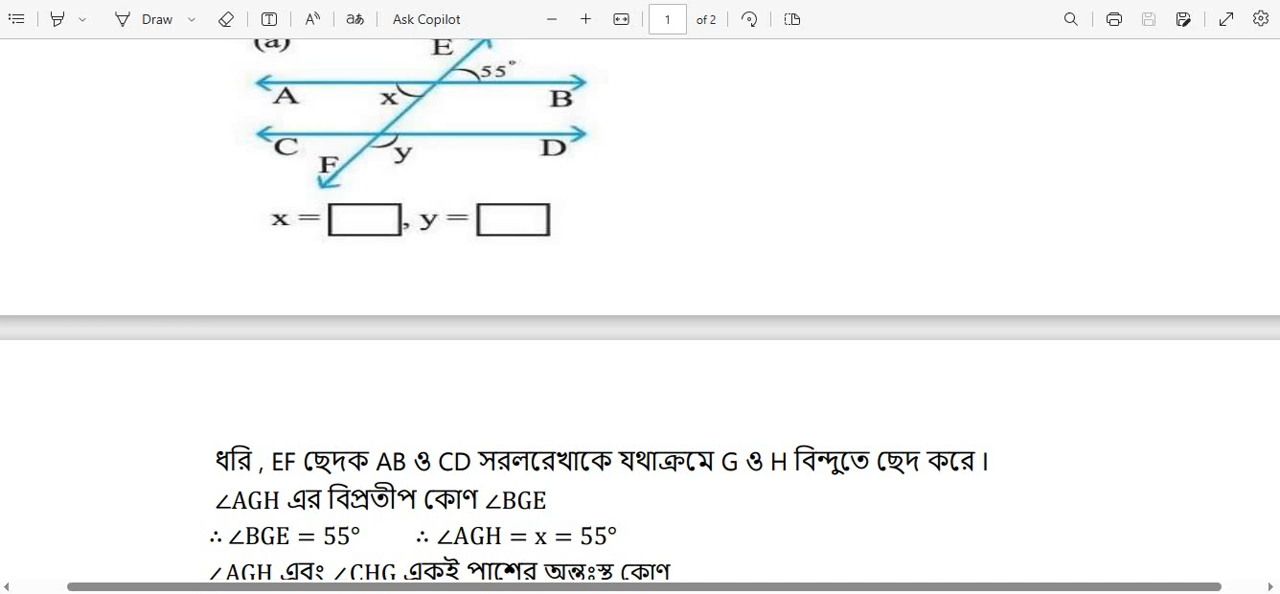 Draw
Ask Copilot
1 of 2
(a)
E
55°
A
x
B
C
y
D
F
x = , y =
ধরি , EF ছেদক AB ও CD সরলরেখাকে যথাক্রমে G ও H বিন্দুতে ছেদ করে ।
∠AGH এর বিপ্রতীপ কোণ ∠BGE
∴ ∠BGE = 55° ∴ ∠AGH = x = 55°
∠AGH এবং ∠CHG একই পাশের অন্তঃস্থ কোণ